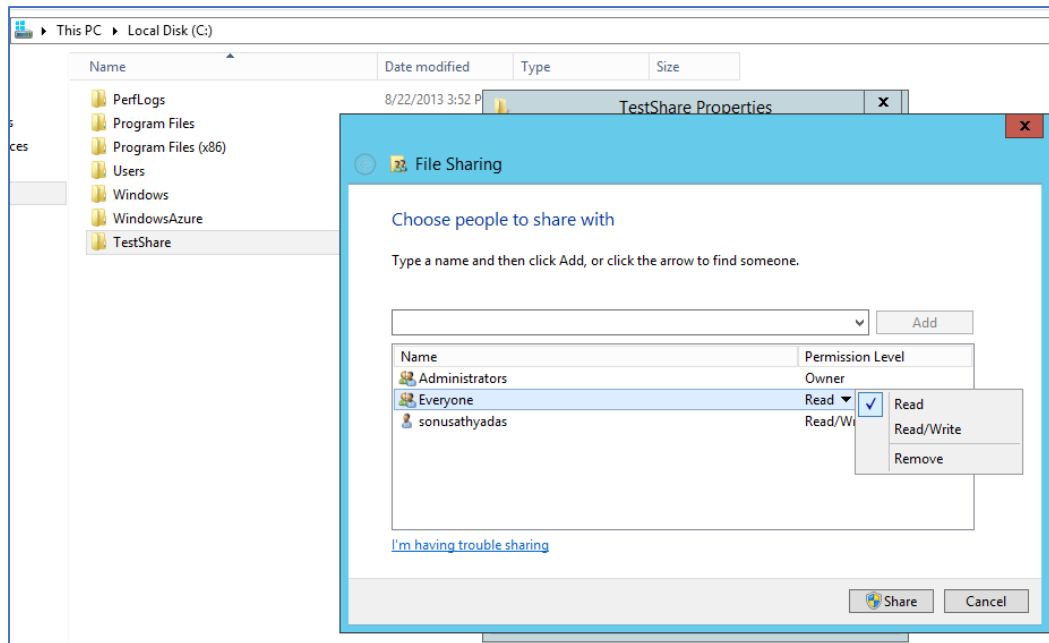 This PC Local Disk (C:)
Name Date modified Type Size
PerfLogs 8/22/2013 3:52 P
Program Files
Program Files (x86)
Users
Windows
WindowsAzure
TestShare
ces
TestShare Properties
x
x
File Sharing
Choose people to share with
Type a name and then click Add, or click the arrow to find someone.
Add
Name Permission Level
Administrators Owner
Everyone Read
sonusathyadas Read/Wr
Read
Read/Write
Remove
I'm having trouble sharing
Share Cancel